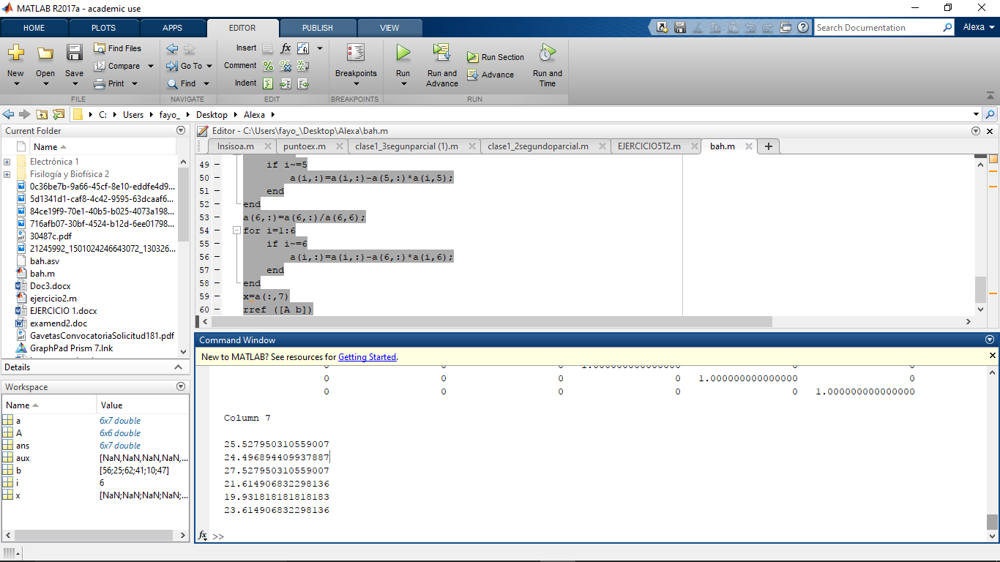 MATLAB R2017a - academic use
HOME PLOTS APPS EDITOR PUBLISH VIEW
Search Documentation
Alexa
New
Open
Save
Find Files
Compare
Print
FILE
Go To
Find
NAVIGATE
Insert
fx
Comment
Indent
EDIT
Breakpoints
BREAKPOINTS
Run
Run and Advance
Run Section
Advance
Run and Time
RUN
C: Users fayo_ Desktop Alexa
Current Folder
Name
Electrónica 1
Fisilogía y Biofísica 2
0c36be7b-9a66-45cf-8e10-eddfe4d9...
5d1341d1-caf8-4c42-9595-63dcaaf6...
84ce19f9-70e1-40b5-b025-4073a198...
716afb07-30bf-4524-b12d-6ee01798...
30487c.pdf
21245992_1501024246643072_130326...
bah.asv
bah.m
Doc3.docx
ejercicio2.m
EJERCICIO 1.docx
examend2.doc
GavetasConvocatoriaSolicitud181.pdf
GraphPad Prism 7.lnk
Details
Workspace
Name Value
a 6x7 double
A 6x6 double
ans 6x7 double
aux [NaN,NaN,NaN,NaN,...
b [56;25;62;41;10;47]
i 6
x [NaN;NaN;NaN;NaN;...
Editor - C:\Users\fayo_\Desktop\Alexa\bah.m
Insisoa.m puntoex.m clase1_3segunparcial (1).m clase1_2segundoparcial.m EJERCICIO5T2.m bah.m
49 – if i~=5
50 – a(i,:)=a(i,:)-a(5,:)*a(i,5);
51 – end
52 – end
53 – a(6,:)=a(6,:)/a(6,6);
54 – for i=1:6
55 – if i~=6
56 – a(i,:)=a(i,:)-a(6,:)*a(i,6);
57 – end
58 – end
59 – x=a(:,7)
60 – rref ([A b])
Command Window
New to MATLAB? See resources for Getting Started.
0 0 0 1.000000000000000 0 0
0 0 0 0 1.000000000000000 0
0 0 0 0 0 1.000000000000000
Column 7
25.527950310559007
24.496894409937887
27.527950310559007
21.614906832298136
19.931818181818183
23.614906832298136
fx >>